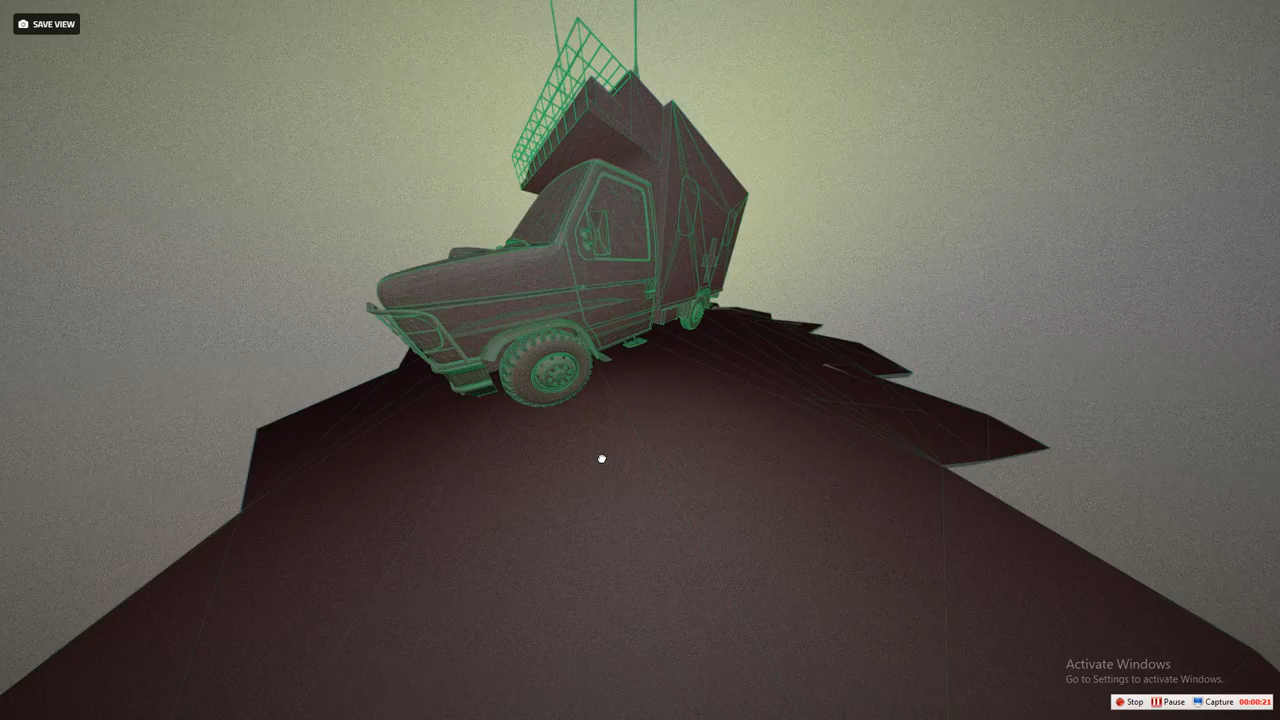 SAVE VIEW
Activate Windows
Go to Settings to activate Windows.
Stop Pause Capture 00:00:21